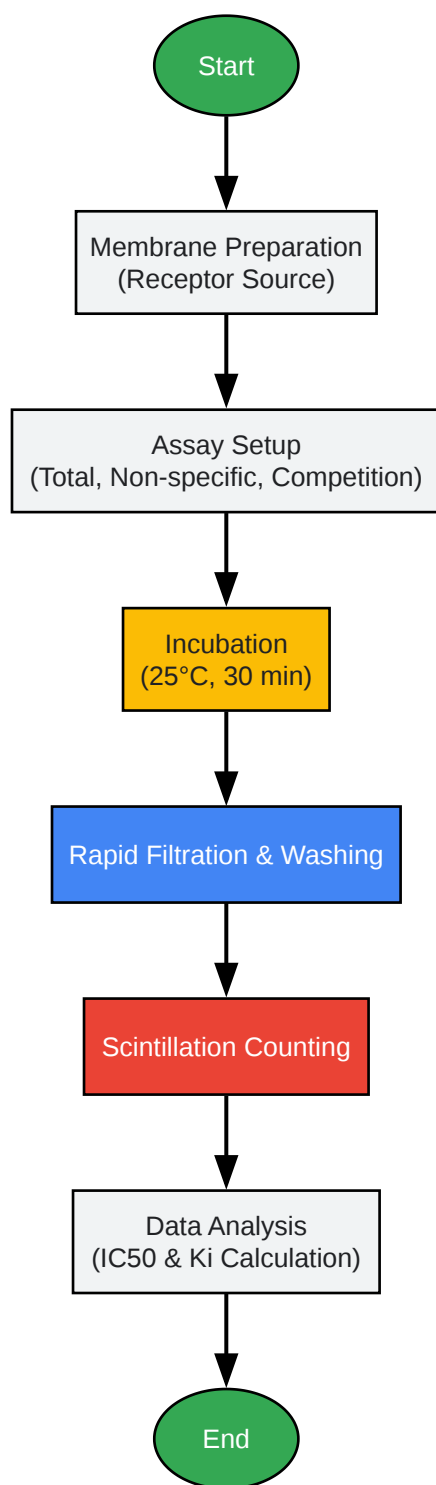 Start
Membrane Preparation
(Receptor Source)
Assay Setup
(Total, Non-specific, Competition)
Incubation
(25°C, 30 min)
Rapid Filtration & Washing
Scintillation Counting
Data Analysis
(IC50 & Ki Calculation)
End